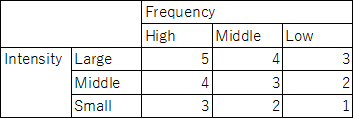 Frequency
High Middle Low
Intensity Large 5 4 3
Middle 4 3 2
Small 3 2 1